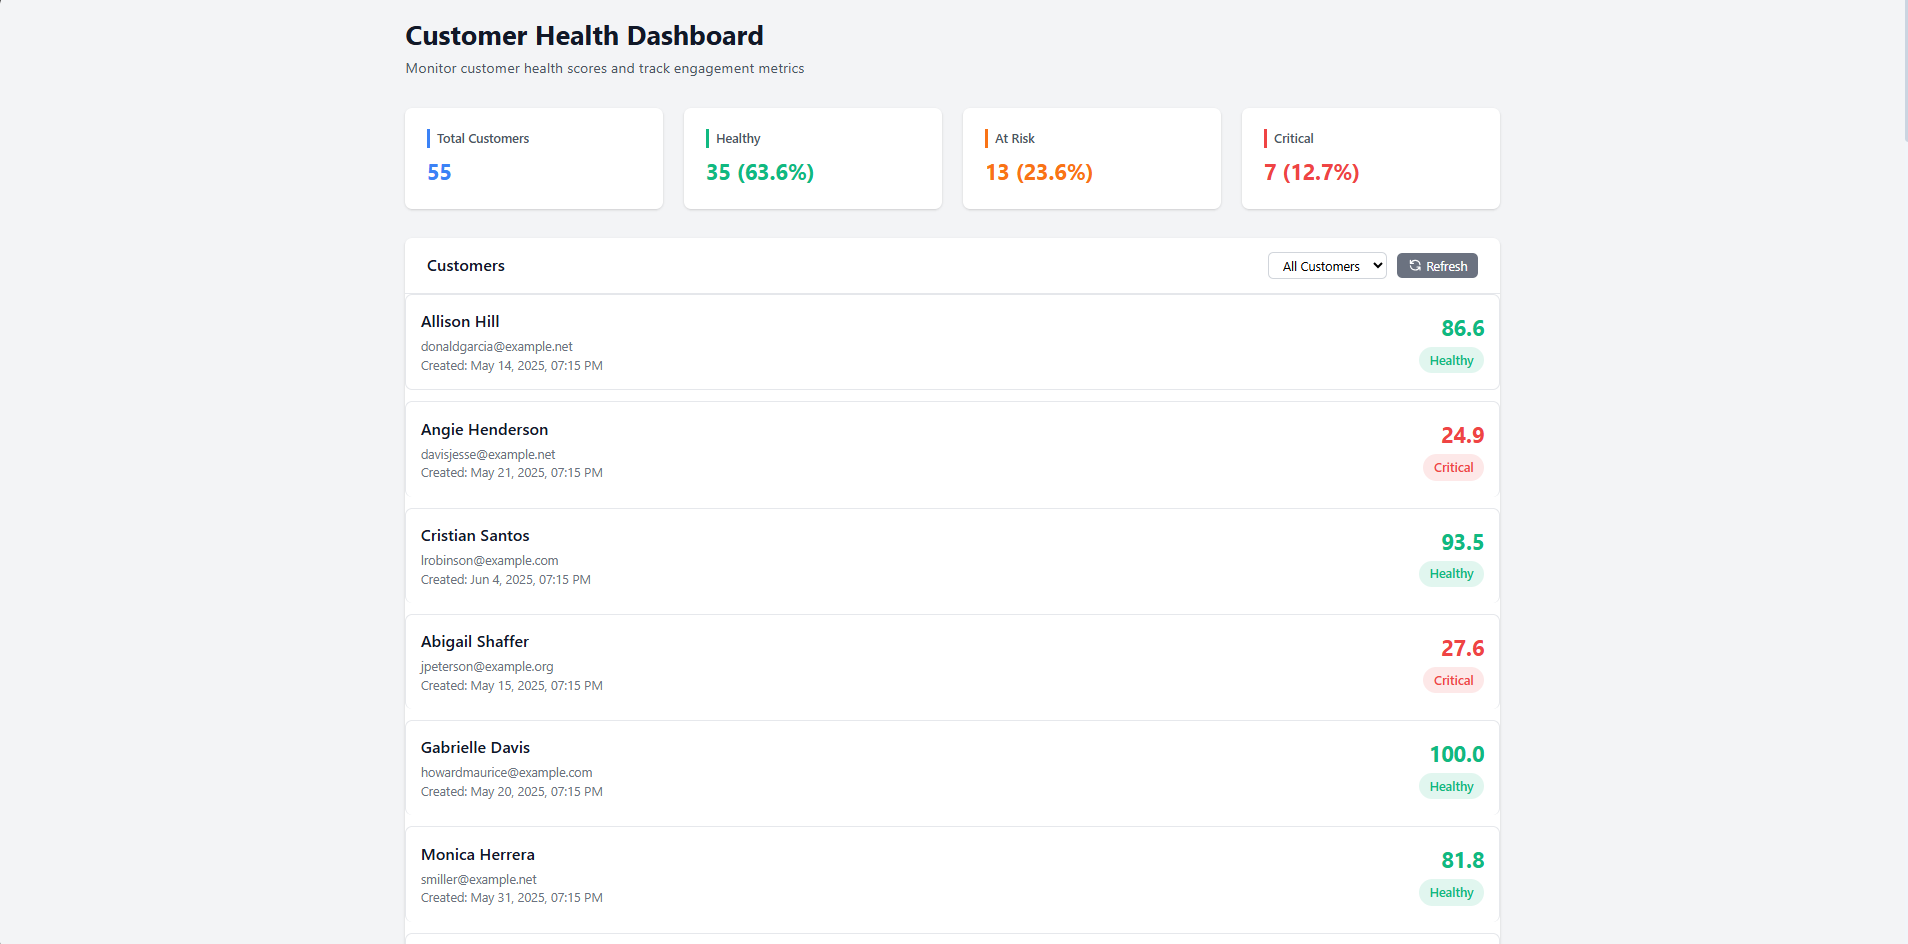 Customer Health Dashboard
Monitor customer health scores and track engagement metrics
Total Customers
55
Healthy
35 (63.6%)
At Risk
13 (23.6%)
Critical
7 (12.7%)
Customers
All Customers
Refresh
Allison Hill
donaldgarcia@example.net
Created: May 14, 2025, 07:15 PM
86.6
Healthy
Angie Henderson
davisjesse@example.net
Created: May 21, 2025, 07:15 PM
24.9
Critical
Cristian Santos
lrobinson@example.com
Created: Jun 4, 2025, 07:15 PM
93.5
Healthy
Abigail Shaffer
jpeterson@example.org
Created: May 15, 2025, 07:15 PM
27.6
Critical
Gabrielle Davis
howardmaurice@example.com
Created: May 20, 2025, 07:15 PM
100.0
Healthy
Monica Herrera
smiller@example.net
Created: May 31, 2025, 07:15 PM
81.8
Healthy